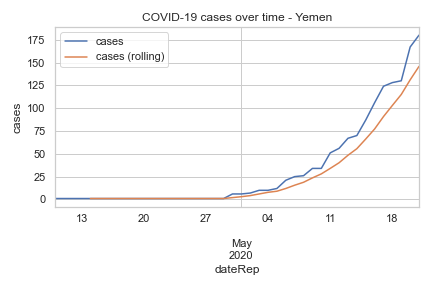 COVID-19 cases over time - Yemen
cases
cases (rolling)
cases
175
150
125
100
75
50
25
0
13 20 27 04 11 18
May
2020
dateRep